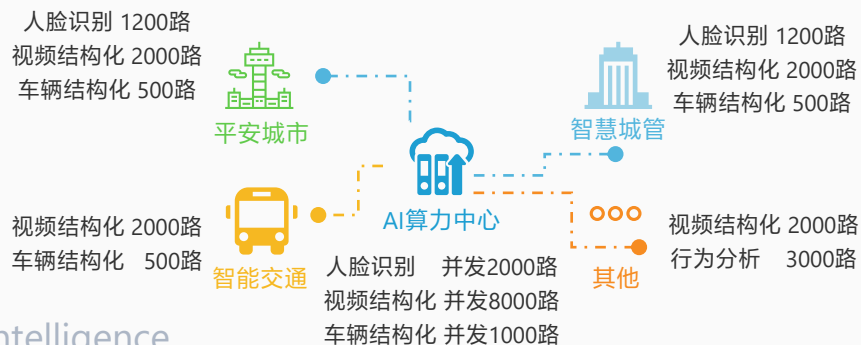 人脸识别 1200路
视频结构化 2000路
车辆结构化 500路
平安城市
人脸识别 1200路
视频结构化 2000路
车辆结构化 500路
智慧城管
视频结构化 2000路
车辆结构化 500路
智能交通
AI算力中心
人脸识别 并发2000路
视频结构化 并发8000路
车辆结构化 并发1000路
视频结构化 2000路
行为分析 3000路
其他
ntelligence